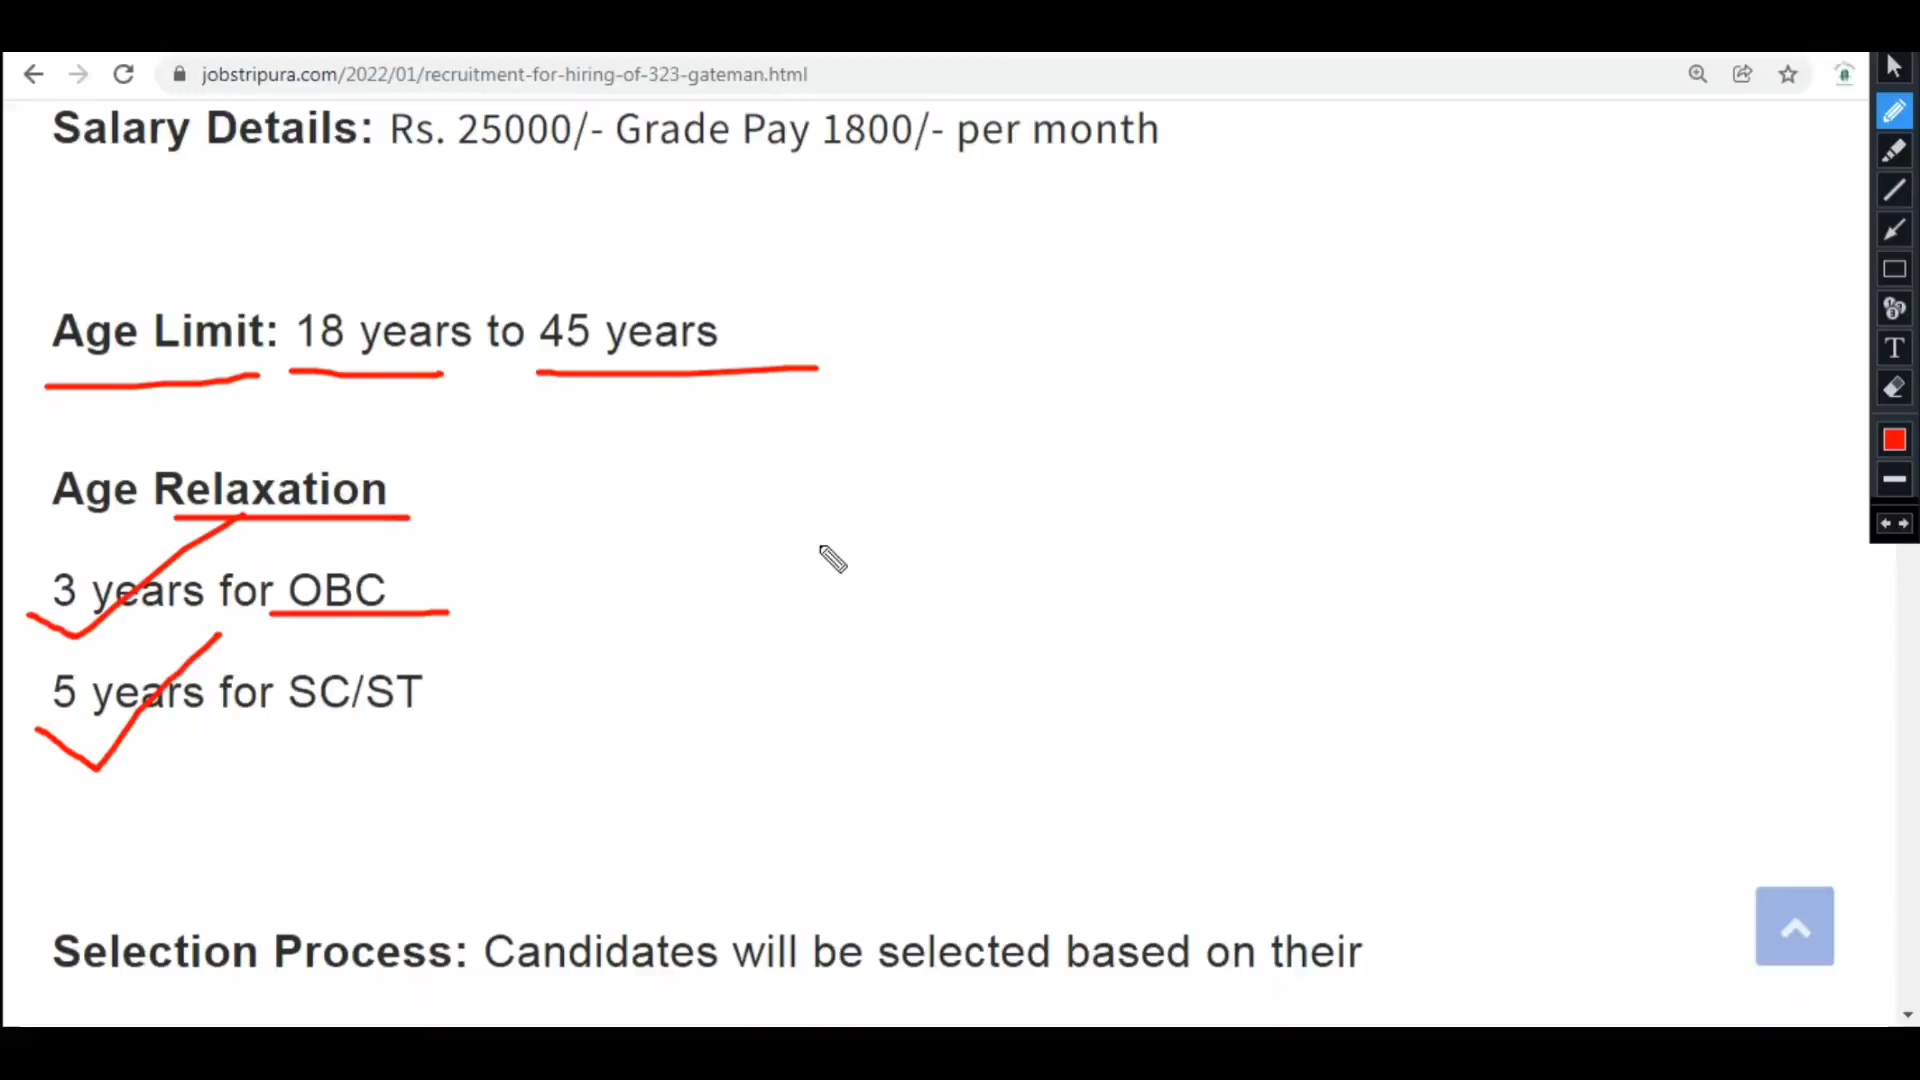 jobstripura.com/2022/01/recruitment-for-hiring-of-323-gateman.html
Salary Details: Rs. 25000/- Grade Pay 1800/- per month
Age Limit: 18 years to 45 years
Age Relaxation
3 years for OBC
5 years for SC/ST
Selection Process: Candidates will be selected based on their
T